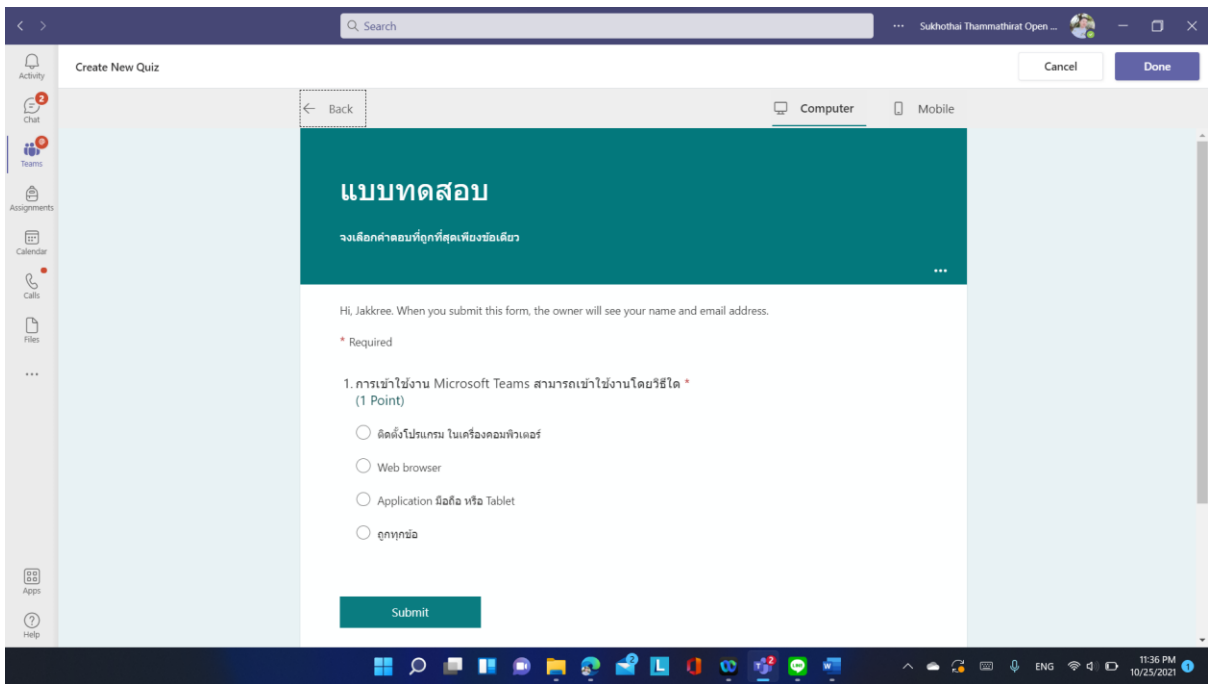 Search
Sukhothai Thammathirat Open ...
Activity
Create New Quiz
Cancel
Done
2
Chat
Back
Computer
Mobile
Teams
แบบทดสอบ
จงเลือกคำตอบที่ถูกที่สุดเพียงข้อเดียว
Assignments
Calendar
Calls
Files
Hi, Jakkree. When you submit this form, the owner will see your name and email address.
* Required
1. การเข้าใช้งาน Microsoft Teams สามารถเข้าใช้งานโดยวิธีใด *
(1 Point)
ติดตั้งโปรแกรม ในเครื่องคอมพิวเตอร์
Web browser
Application มือถือ หรือ Tablet
ถูกทุกข้อ
Submit
Apps
Help
ENG
11:36 PM
10/25/2021
1